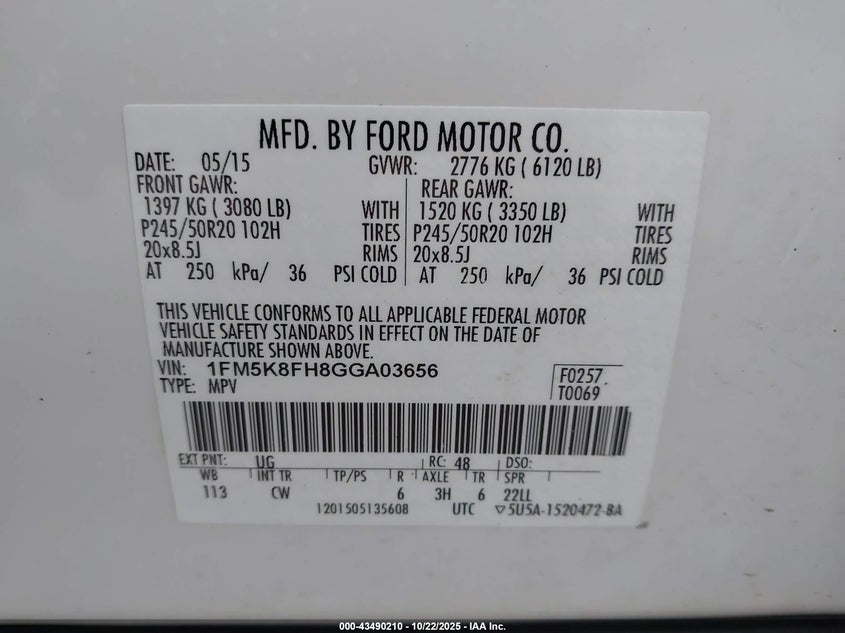 MFD. BY FORD MOTOR CO.
DATE: 05/15 GVWR: 2776 KG ( 6120 LB)
FRONT GAWR: REAR GAWR:
1397 KG ( 3080 LB) WITH 1520 KG ( 3350 LB) WITH
P245/50R20 102H TIRES P245/50R20 102H TIRES
20x8.5J RIMS 20x8.5J RIMS
AT 250 kPa/ 36 PSI COLD AT 250 kPa/ 36 PSI COLD
THIS VEHICLE CONFORMS TO ALL APPLICABLE FEDERAL MOTOR
VEHICLE SAFETY STANDARDS IN EFFECT ON THE DATE OF
MANUFACTURE SHOWN ABOVE.
VIN: 1FM5K8FH8GGA03656 F0257
TYPE: MPV T0069
EXT PNT: UG RC: 48 DSO:
WB INT TR TP/PS R AXLE TR SPR
113 CW 6 3H 6 22LL
1201505135608 UTC ▽5U5A-1520472-BA
000-43490210 - 10/22/2025 - IAA Inc.